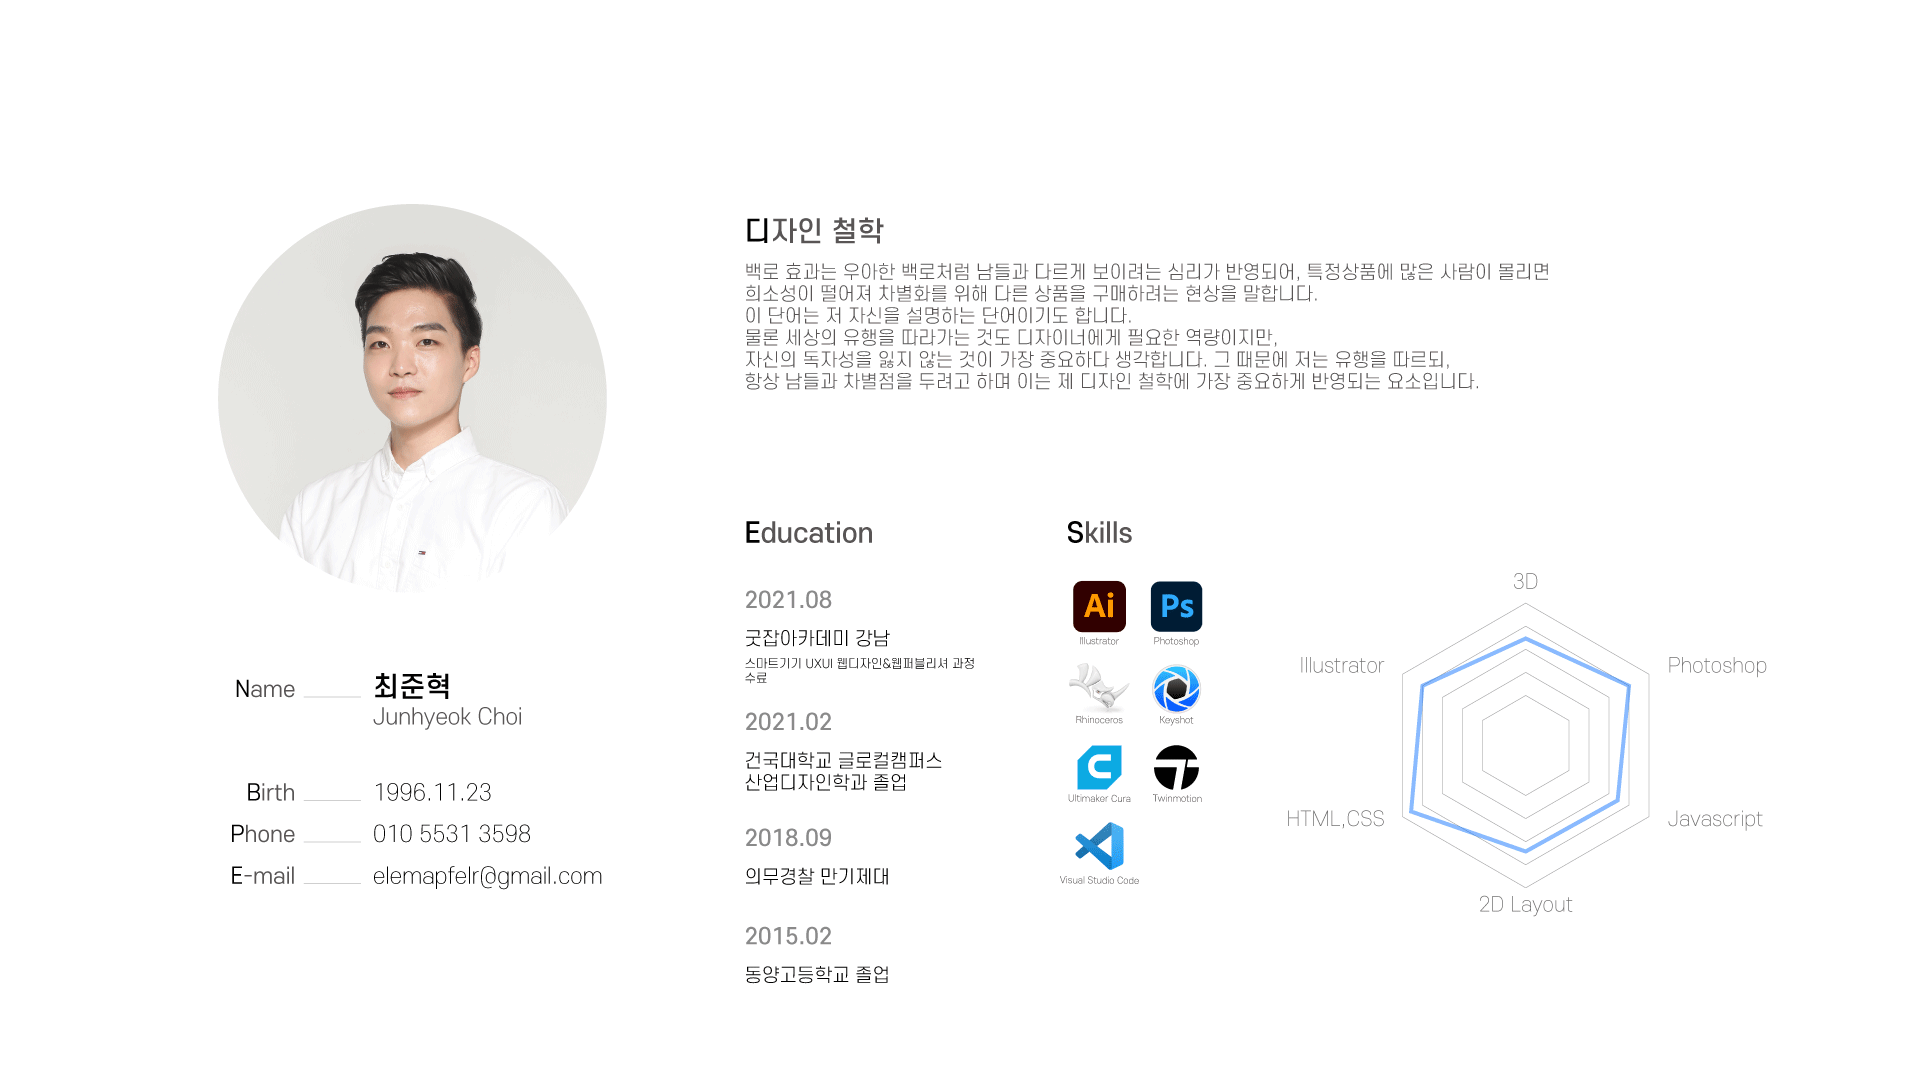 디자인 철학
백로 효과는 우아한 백로처럼 남들과 다르게 보이려는 심리가 반영되어, 특정상품에 많은 사람이 몰리면
희소성이 떨어져 차별화를 위해 다른 상품을 구매하려는 현상을 말합니다.
이 단어는 저 자신을 설명하는 단어이기도 합니다.
물론 세상의 유행을 따라가는 것도 디자이너에게 필요한 역량이지만,
자신의 독자성을 잃지 않는 것이 가장 중요하다 생각합니다. 그 때문에 저는 유행을 따르되,
항상 남들과 차별점을 두려고 하며 이는 제 디자인 철학에 가장 중요하게 반영되는 요소입니다.
Name 최준혁
Junhyeok Choi
Birth 1996.11.23
Phone 010 5531 3598
E-mail elemapfelr@gmail.com
Education
2021.08
굿잡아카데미 강남
스마트기기 UXUI 웹디자인&웹퍼블리셔 과정
수료
2021.02
건국대학교 글로컬캠퍼스
산업디자인학과 졸업
2018.09
의무경찰 만기제대
2015.02
동양고등학교 졸업
Skills
Ai Ps
Illustrator Photoshop
Rhinoceros Keyshot
Ultimaker Cura Twinmotion
Visual Studio Code
3D
Illustrator Photoshop
HTML,CSS Javascript
2D Layout